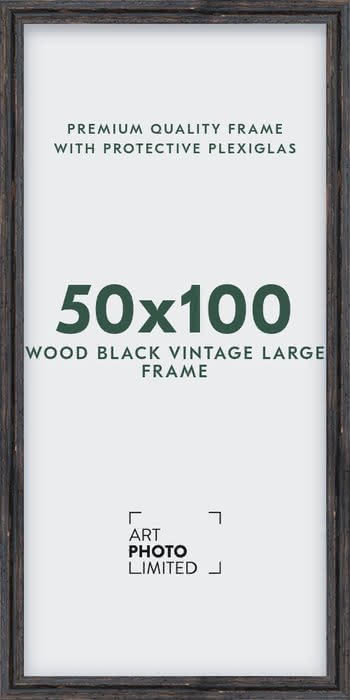 PREMIUM QUALITY FRAME
WITH PROTECTIVE PLEXIGLAS
50x100
WOOD BLACK VINTAGE LARGE
FRAME
ART
PHOTO
LIMITED